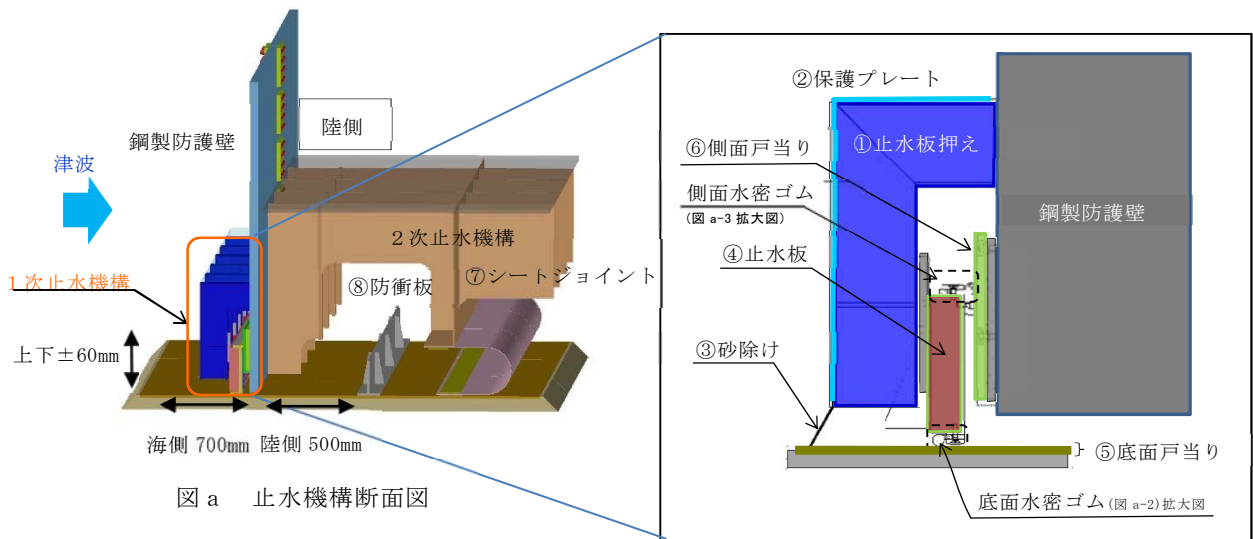 鋼製防護壁
陸側
津波
2次止水機構
⑦シートジョイント
⑧防衝板
1次止水機構
上下±60mm
海側 700mm 陸側 500mm
図 a 止水機構断面図
②保護プレート
①止水板押え
⑥側面戸当り
側面水密ゴム
(図 a-3 拡大図)
鋼製防護壁
④止水板
③砂除け
⑤底面戸当り
底面水密ゴム(図 a-2)拡大図